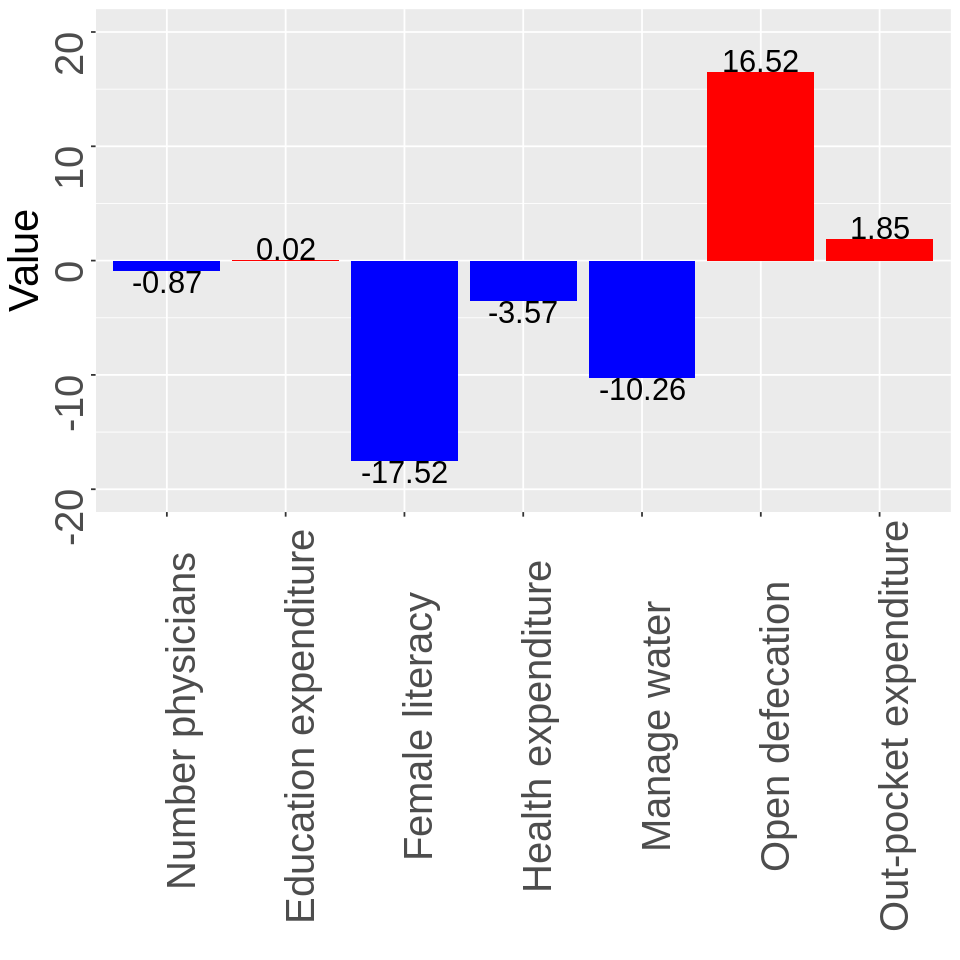 20
10
0
-10
-20
Value
16.52
1.85
0.02
-0.87
-3.57
-10.26
-17.52
Number physicians
Education expenditure
Female literacy
Health expenditure
Manage water
Open defecation
Out-pocket expenditure